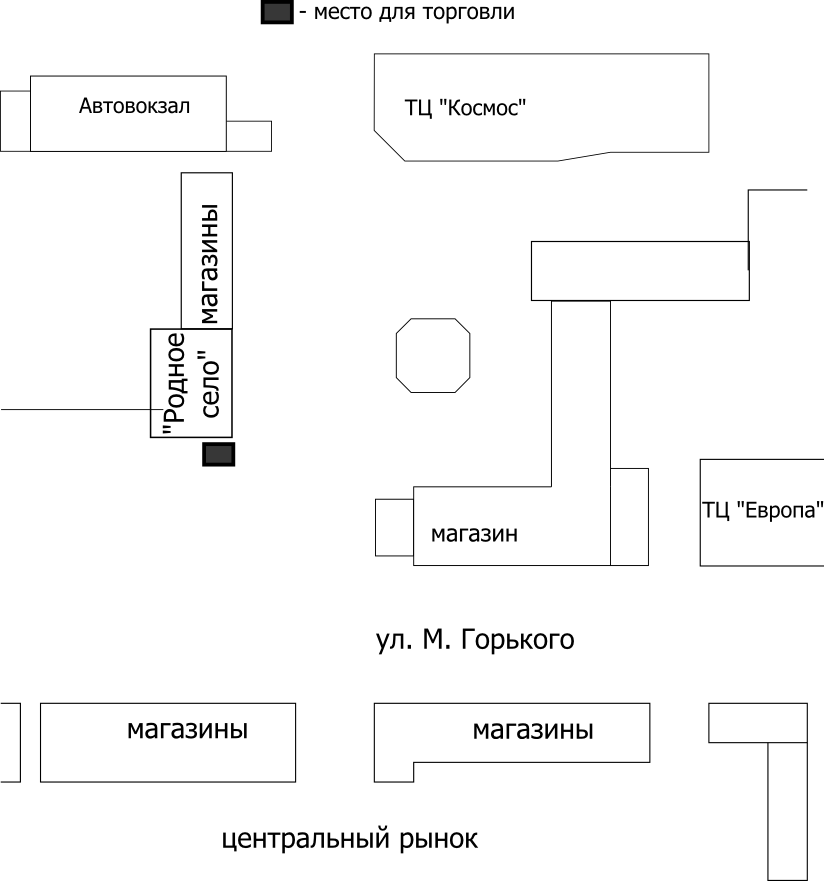 - место для торговли
Автовокзал
ТЦ "Космос"
магазины
"Родное
село"
ТЦ "Европа"
магазин
ул. М. Горького
магазины
магазины
центральный рынок